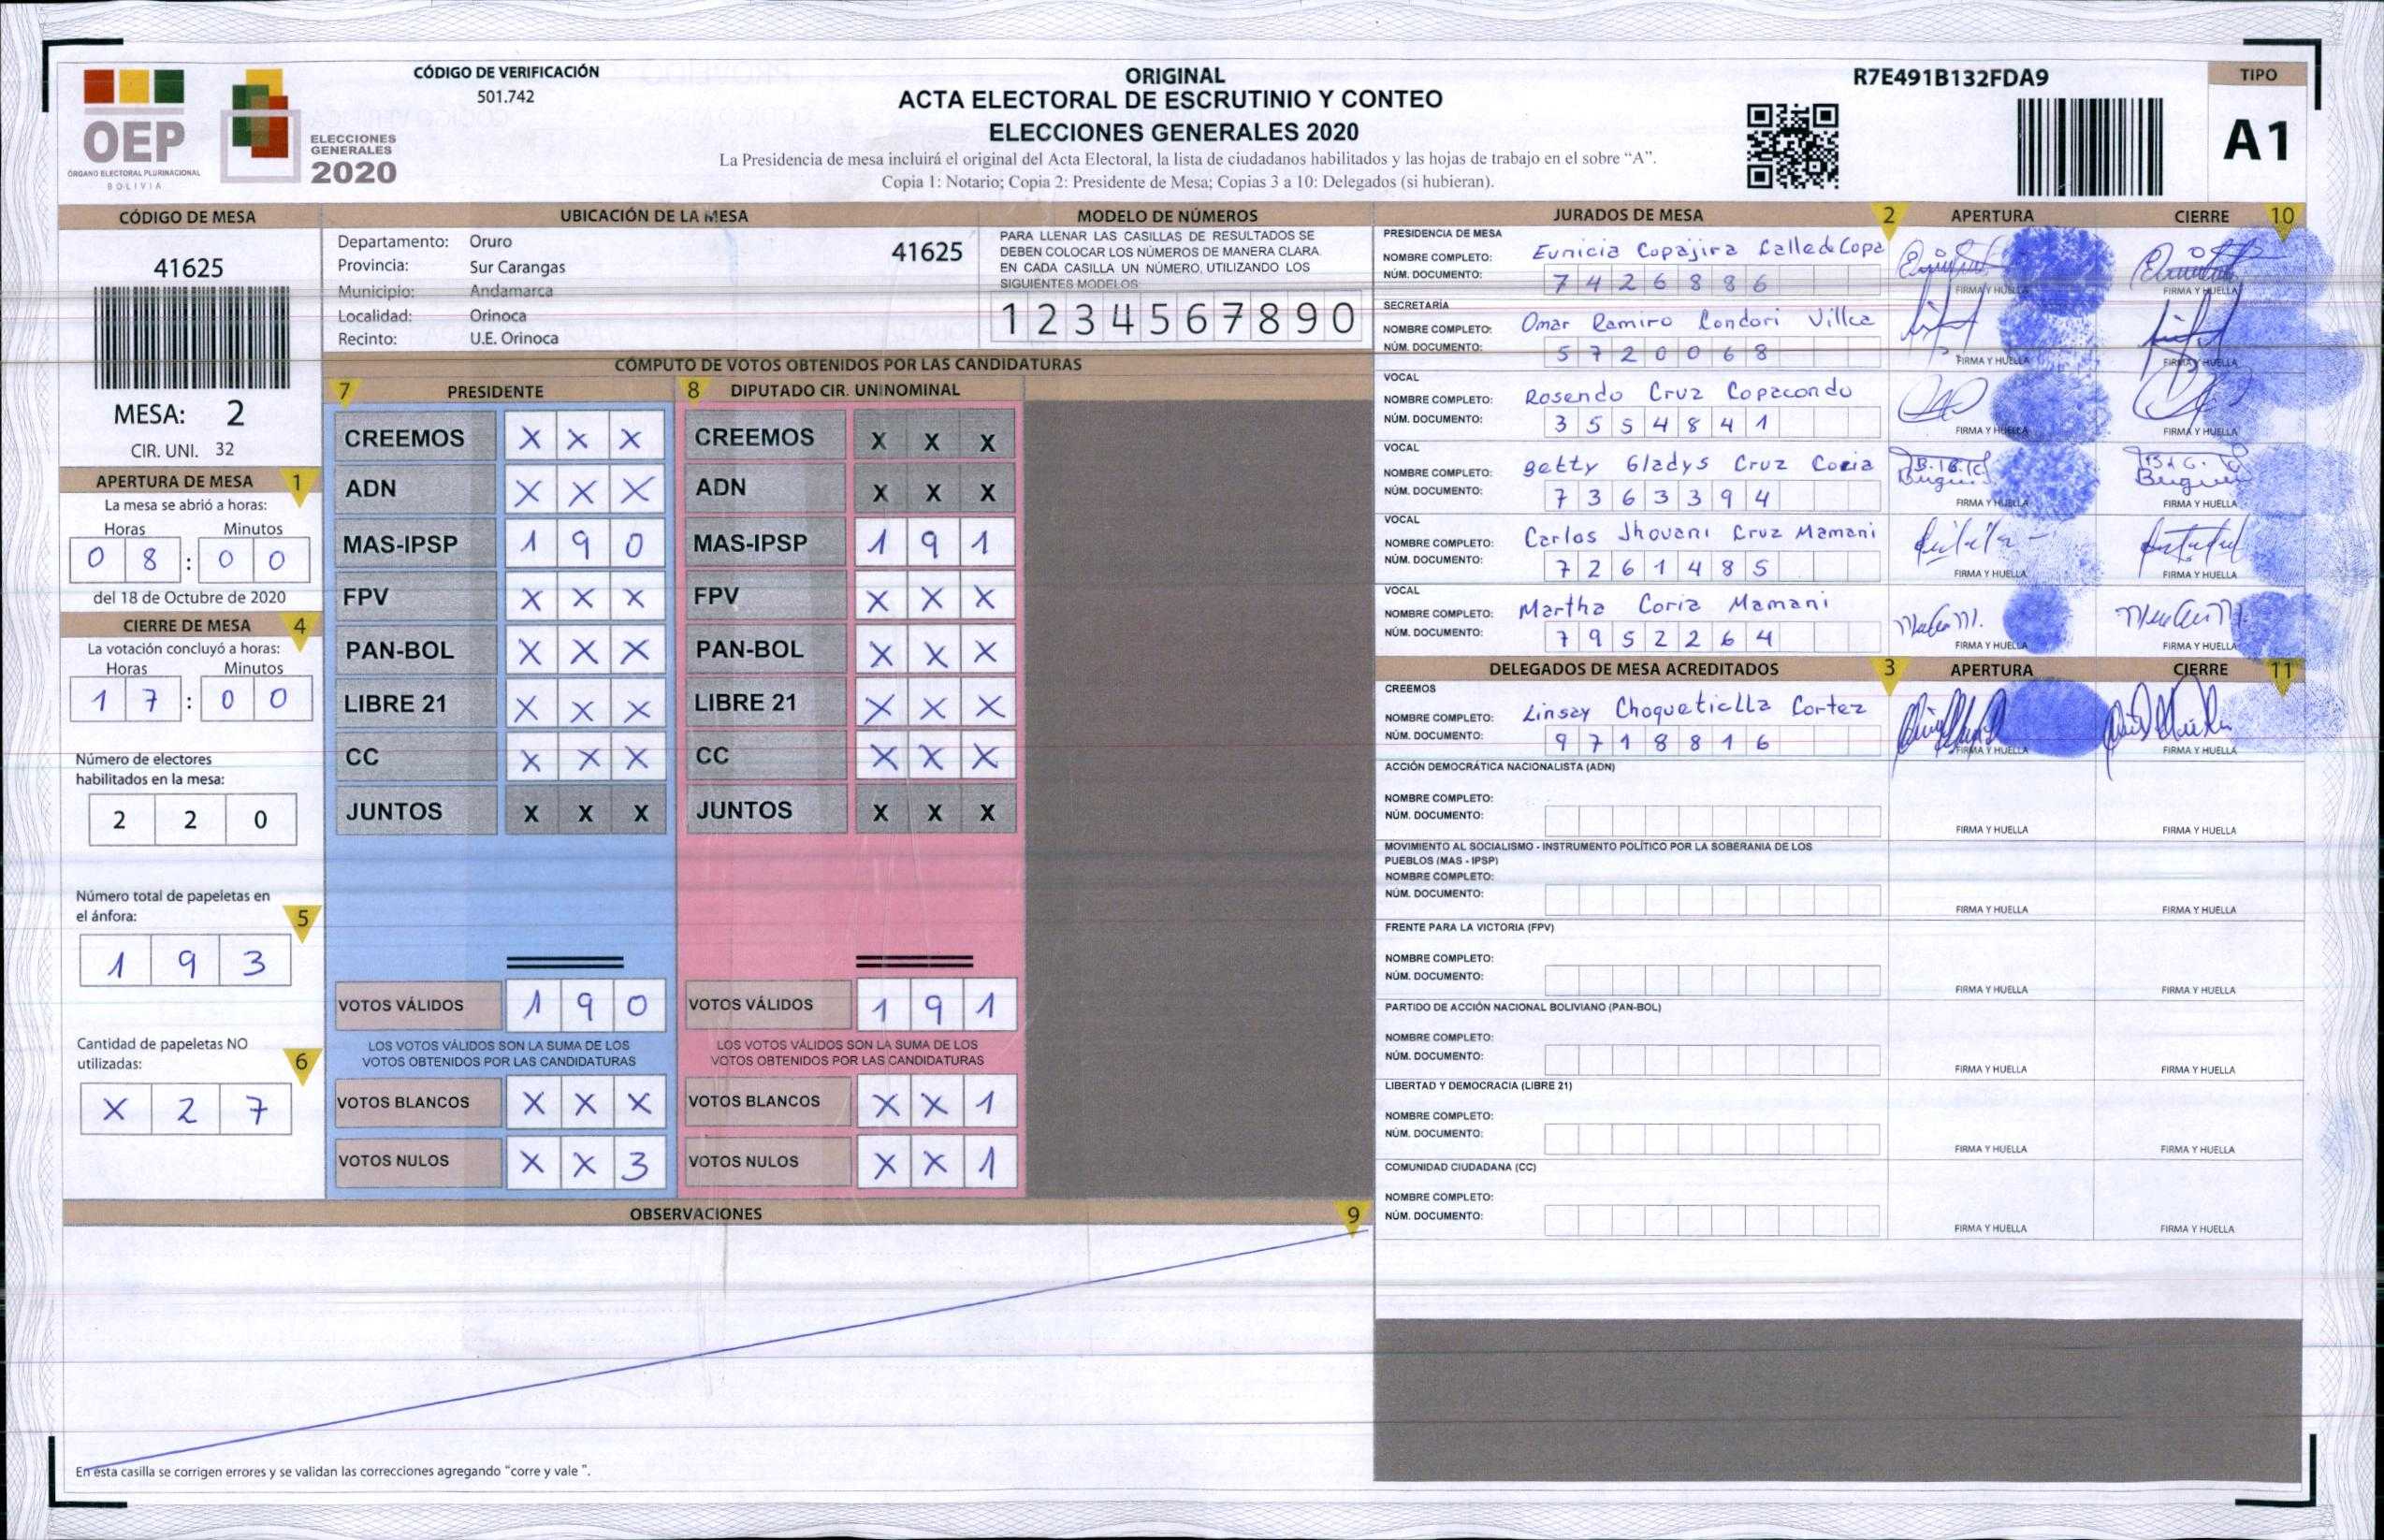 OEP
ÓRGANO ELECTORAL PLURINACIONAL
BOLIVIA
ELECCIONES
GENERALES
2020
CÓDIGO DE VERIFICACIÓN
501.742
ORIGINAL
ACTA ELECTORAL DE ESCRUTINIO Y CONTEO
ELECCIONES GENERALES 2020
La Presidencia de mesa incluirá el original del Acta Electoral, la lista de ciudadanos habilitados y las hojas de trabajo en el sobre “A”.
Copia 1: Notario; Copia 2: Presidente de Mesa; Copias 3 a 10: Delegados (si hubieran).
R7E491B132FDA9
TIPO
A1
CÓDIGO DE MESA
41625
MESA: 2
CIR. UNI. 32
APERTURA DE MESA 1
La mesa se abrió a horas:
Horas Minutos
0 8 : 0 0
del 18 de Octubre de 2020
CIERRE DE MESA 4
La votación concluyó a horas:
Horas Minutos
1 7 : 0 0
Número de electores
habilitados en la mesa:
2 2 0
Número total de papeletas en
el ánfora: 5
1 9 3
Cantidad de papeletas NO
utilizadas: 6
X 2 7
UBICACIÓN DE LA MESA
Departamento: Oruro 41625
Provincia: Sur Carangas
Municipio: Andamarca
Localidad: Orinoca
Recinto: U.E. Orinoca
MODELO DE NÚMEROS
PARA LLENAR LAS CASILLAS DE RESULTADOS SE
DEBEN COLOCAR LOS NÚMEROS DE MANERA CLARA
EN CADA CASILLA UN NÚMERO, UTILIZANDO LOS
SIGUIENTES MODELOS
1 2 3 4 5 6 7 8 9 0
CÓMPUTO DE VOTOS OBTENIDOS POR LAS CANDIDATURAS
7 PRESIDENTE 8 DIPUTADO CIR. UNINOMINAL
CREEMOS X X X CREEMOS X X X
ADN X X X ADN X X X
MAS-IPSP 1 9 0 MAS-IPSP 1 9 1
FPV X X X FPV X X X
PAN-BOL X X X PAN-BOL X X X
LIBRE 21 X X X LIBRE 21 X X X
CC X X X CC X X X
JUNTOS X X X JUNTOS X X X
VOTOS VÁLIDOS 1 9 0 VOTOS VÁLIDOS 1 9 1
LOS VOTOS VÁLIDOS SON LA SUMA DE LOS LOS VOTOS VÁLIDOS SON LA SUMA DE LOS
VOTOS OBTENIDOS POR LAS CANDIDATURAS VOTOS OBTENIDOS POR LAS CANDIDATURAS
VOTOS BLANCOS X X X VOTOS BLANCOS X X 1
VOTOS NULOS X X 3 VOTOS NULOS X X 1
OBSERVACIONES 9
En esta casilla se corrigen errores y se validan las correcciones agregando “corre y vale ”.
JURADOS DE MESA 2 APERTURA CIERRE 10
PRESIDENCIA DE MESA
NOMBRE COMPLETO: Eunicia Copajira Calle de Copa
NÚM. DOCUMENTO: 7 4 2 6 8 8 6
FIRMA Y HUELLA FIRMA Y HUELLA
SECRETARÍA
NOMBRE COMPLETO: Omar Ramiro Condori Villca
NÚM. DOCUMENTO: 5 7 2 0 0 6 8
FIRMA Y HUELLA FIRMA Y HUELLA
VOCAL
NOMBRE COMPLETO: Rosendo Cruz Copacondo
NÚM. DOCUMENTO: 3 5 5 4 8 4 1
FIRMA Y HUELLA FIRMA Y HUELLA
VOCAL
NOMBRE COMPLETO: Betty Gladys Cruz Coria
NÚM. DOCUMENTO: 7 3 6 3 3 9 4
FIRMA Y HUELLA FIRMA Y HUELLA
VOCAL
NOMBRE COMPLETO: Carlos Jhovani Cruz Mamani
NÚM. DOCUMENTO: 7 2 6 1 4 8 5
FIRMA Y HUELLA FIRMA Y HUELLA
VOCAL
NOMBRE COMPLETO: Martha Coria Mamani
NÚM. DOCUMENTO: 7 9 5 2 2 6 4
FIRMA Y HUELLA FIRMA Y HUELLA
DELEGADOS DE MESA ACREDITADOS 3 APERTURA CIERRE 11
CREEMOS
NOMBRE COMPLETO: Linsay Choquetiella Cortez
NÚM. DOCUMENTO: 9 7 1 8 8 1 6
FIRMA Y HUELLA FIRMA Y HUELLA
ACCIÓN DEMOCRÁTICA NACIONALISTA (ADN)
NOMBRE COMPLETO:
NÚM. DOCUMENTO:
FIRMA Y HUELLA FIRMA Y HUELLA
MOVIMIENTO AL SOCIALISMO - INSTRUMENTO POLÍTICO POR LA SOBERANIA DE LOS
PUEBLOS (MAS - IPSP)
NOMBRE COMPLETO:
NÚM. DOCUMENTO:
FIRMA Y HUELLA FIRMA Y HUELLA
FRENTE PARA LA VICTORIA (FPV)
NOMBRE COMPLETO:
NÚM. DOCUMENTO:
FIRMA Y HUELLA FIRMA Y HUELLA
PARTIDO DE ACCIÓN NACIONAL BOLIVIANO (PAN-BOL)
NOMBRE COMPLETO:
NÚM. DOCUMENTO:
FIRMA Y HUELLA FIRMA Y HUELLA
LIBERTAD Y DEMOCRACIA (LIBRE 21)
NOMBRE COMPLETO:
NÚM. DOCUMENTO:
FIRMA Y HUELLA FIRMA Y HUELLA
COMUNIDAD CIUDADANA (CC)
NOMBRE COMPLETO:
NÚM. DOCUMENTO:
FIRMA Y HUELLA FIRMA Y HUELLA